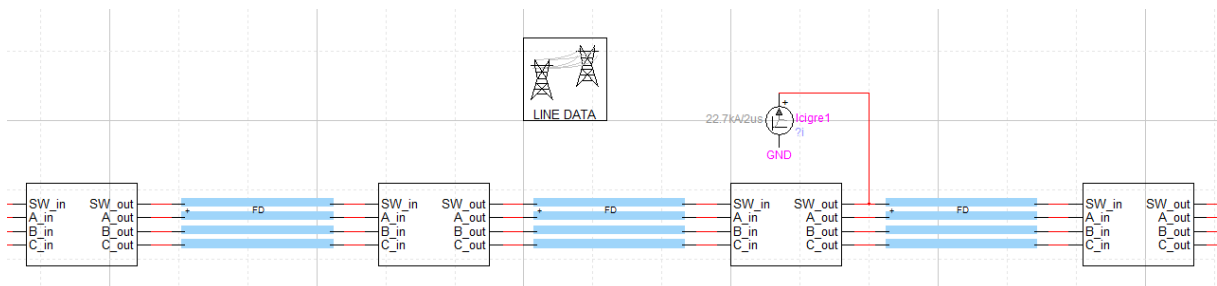 LINE DATA
+
22.7kA/2us
Icigre1
?i
GND
SW_in SW_out
A_in A_out
B_in B_out
C_in C_out
+ FD
SW_in SW_out
A_in A_out
B_in B_out
C_in C_out
+ FD
SW_in SW_out
A_in A_out
B_in B_out
C_in C_out
+ FD
SW_in SW_out
A_in A_out
B_in B_out
C_in C_out